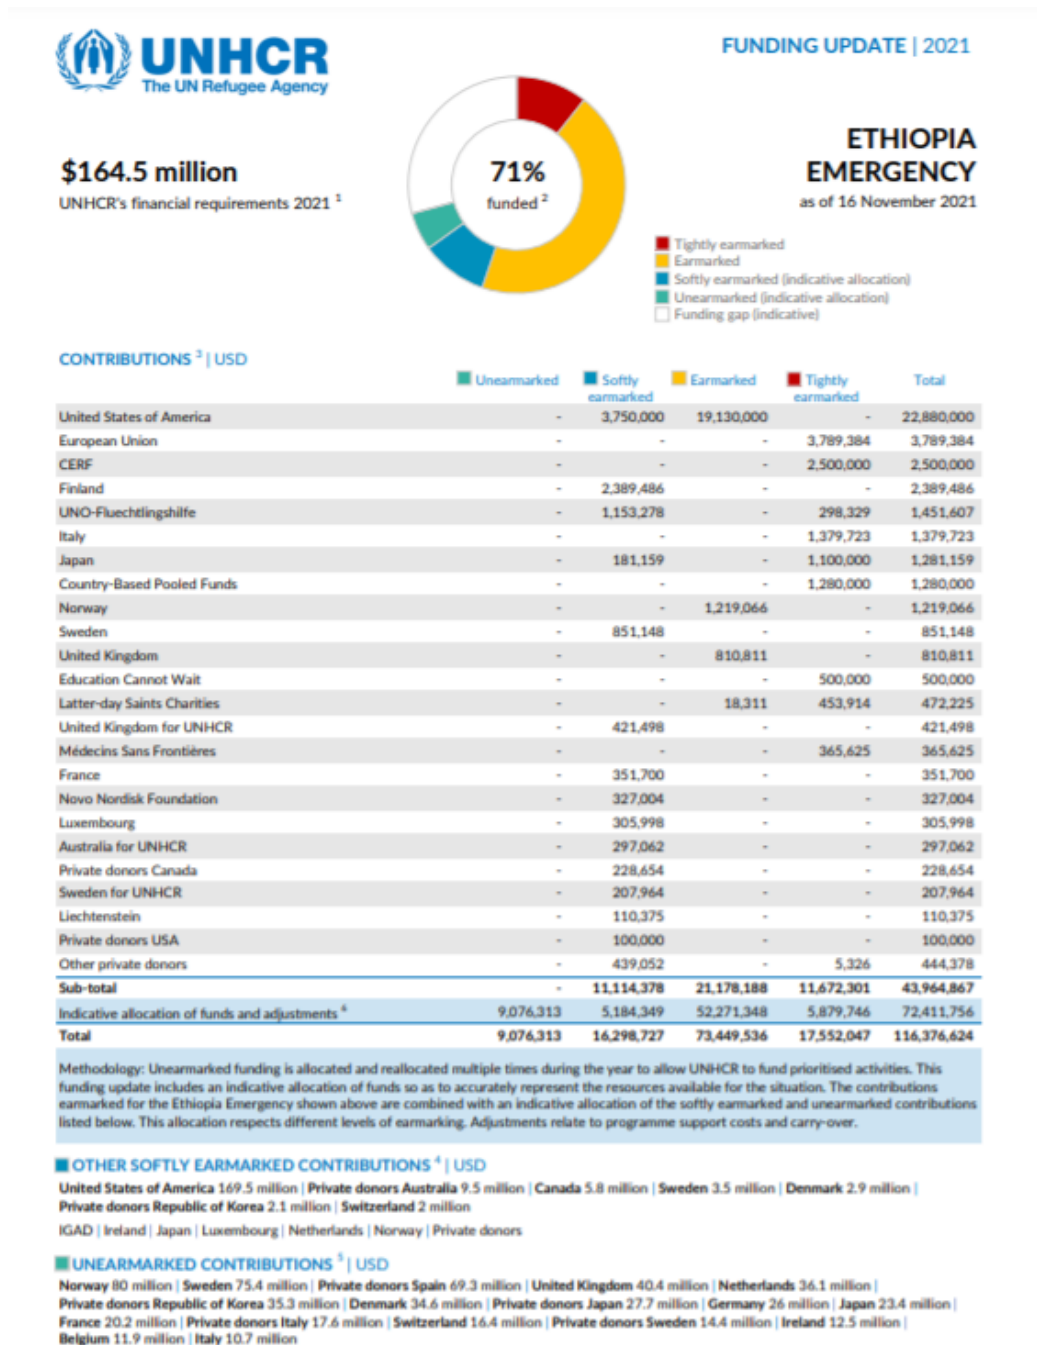 UNHCR
The UN Refugee Agency
FUNDING UPDATE | 2021
$164.5 million
UNHCR's financial requirements 2021 1
71%
funded 2
ETHIOPIA
EMERGENCY
as of 16 November 2021
Tightly earmarked
Earmarked
Softly earmarked (indicative allocation)
Unearmarked (indicative allocation)
Funding gap (indicative)
CONTRIBUTIONS 3 | USD
Unearmarked Softly earmarked Earmarked Tightly earmarked Total
United States of America - 3,750,000 19,130,000 - 22,880,000
European Union - - - 3,789,384 3,789,384
CERF - - - 2,500,000 2,500,000
Finland - 2,389,486 - - 2,389,486
UNO-Fluechtlingshilfe - 1,153,278 - 298,329 1,451,607
Italy - - - 1,379,723 1,379,723
Japan - 181,159 - 1,100,000 1,281,159
Country-Based Pooled Funds - - - 1,280,000 1,280,000
Norway - - 1,219,066 - 1,219,066
Sweden - 851,148 - - 851,148
United Kingdom - - 810,811 - 810,811
Education Cannot Wait - - - 500,000 500,000
Latter-day Saints Charities - - 18,311 453,914 472,225
United Kingdom for UNHCR - 421,498 - - 421,498
Médecins Sans Frontières - - - 365,625 365,625
France - 351,700 - - 351,700
Novo Nordisk Foundation - 327,004 - - 327,004
Luxembourg - 305,998 - - 305,998
Australia for UNHCR - 297,062 - - 297,062
Private donors Canada - 228,654 - - 228,654
Sweden for UNHCR - 207,964 - - 207,964
Liechtenstein - 110,375 - - 110,375
Private donors USA - 100,000 - - 100,000
Other private donors - 439,052 - 5,326 444,378
Sub-total - 11,114,378 21,178,188 11,672,301 43,964,867
Indicative allocation of funds and adjustments 6 9,076,313 5,184,349 52,271,348 5,879,746 72,411,756
Total 9,076,313 16,298,727 73,449,536 17,552,047 116,376,624
Methodology: Unearmarked funding is allocated and reallocated multiple times during the year to allow UNHCR to fund prioritised activities. This
funding update includes an indicative allocation of funds so as to accurately represent the resources available for the situation. The contributions
earmarked for the Ethiopia Emergency shown above are combined with an indicative allocation of the softly earmarked and unearmarked contributions
listed below. This allocation respects different levels of earmarking. Adjustments relate to programme support costs and carry-over.
OTHER SOFTLY EARMARKED CONTRIBUTIONS 4 | USD
United States of America 169.5 million | Private donors Australia 9.5 million | Canada 5.8 million | Sweden 3.5 million | Denmark 2.9 million |
Private donors Republic of Korea 2.1 million | Switzerland 2 million
IGAD | Ireland | Japan | Luxembourg | Netherlands | Norway | Private donors
UNEARMARKED CONTRIBUTIONS 5 | USD
Norway 80 million | Sweden 75.4 million | Private donors Spain 69.3 million | United Kingdom 40.4 million | Netherlands 36.1 million |
Private donors Republic of Korea 35.3 million | Denmark 34.6 million | Private donors Japan 27.7 million | Germany 26 million | Japan 23.4 million |
France 20.2 million | Private donors Italy 17.6 million | Switzerland 16.4 million | Private donors Sweden 14.4 million | Ireland 12.5 million |
Belgium 11.9 million | Italy 10.7 million